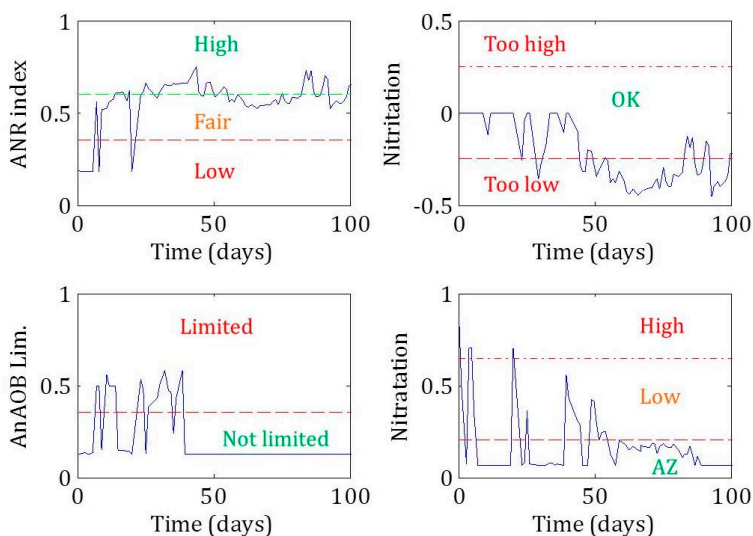 1
High
ANR index
0.5
Fair
Low
0
0
50
100
Time (days)
0.5
Too high
Nitritation
0
OK
Too low
-0.5
0
50
100
Time (days)
1
Limited
AnAOB Lim.
0.5
Not limited
0
0
50
100
Time (days)
1
High
Nitratation
0.5
Low
AZ
0
0
50
100
Time (days)